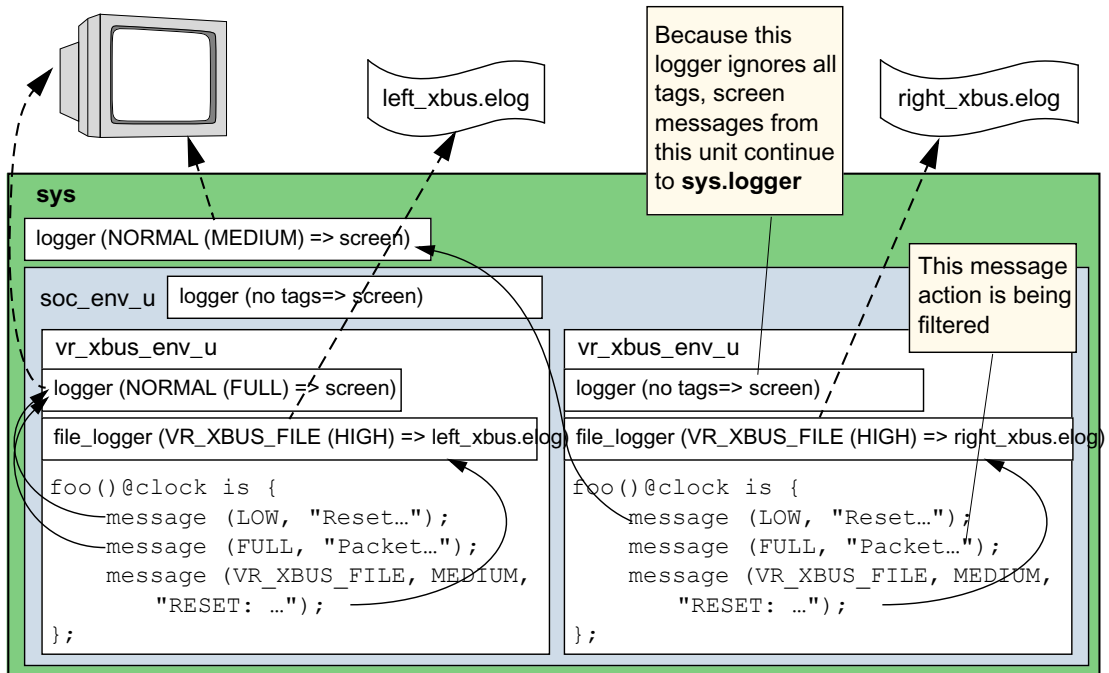 left_xbus.elog
Because this
logger ignores all
tags, screen
messages from
this unit continue
to sys.logger
right_xbus.elog
sys
logger (NORMAL (MEDIUM) => screen)
This message
action is being
filtered
soc_env_u
logger (no tags=> screen)
vr_xbus_env_u
logger (NORMAL (FULL) => screen)
file_logger (VR_XBUS_FILE (HIGH) => left_xbus.elog)
foo()@clock is {
message (LOW, "Reset…");
message (FULL, "Packet…");
message (VR_XBUS_FILE, MEDIUM,
"RESET: …");
};
vr_xbus_env_u
logger (no tags=> screen)
file_logger (VR_XBUS_FILE (HIGH) => right_xbus.elog)
foo()@clock is {
message (LOW, "Reset…");
message (FULL, "Packet…");
message (VR_XBUS_FILE, MEDIUM,
"RESET: …");
};